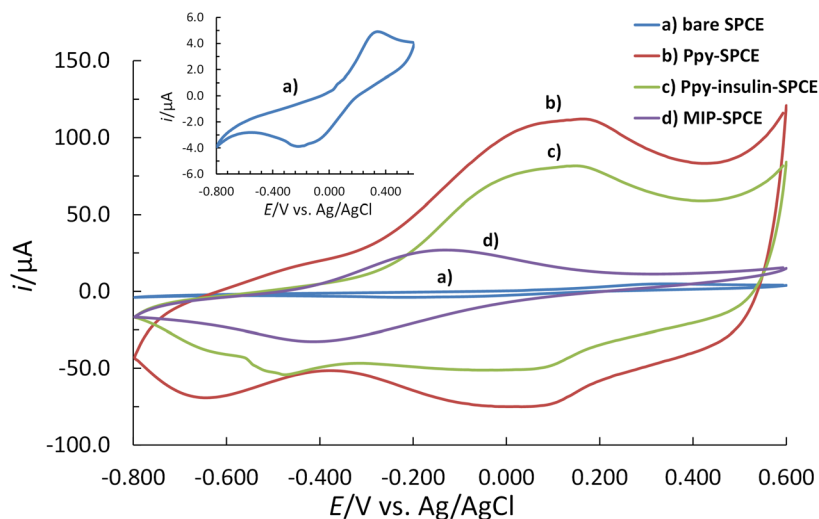 a) bare SPCE
b) Ppy-SPCE
c) Ppy-insulin-SPCE
d) MIP-SPCE
6.0
4.0
2.0
0.0
-2.0
-4.0
-6.0
i/µA
a)
-0.800 -0.400 0.000 0.400
E/V vs. Ag/AgCl
150.0
100.0
50.0
0.0
-50.0
-100.0
i/µA
b)
c)
d)
a)
-0.800 -0.600 -0.400 -0.200 0.000 0.200 0.400 0.600
E/V vs. Ag/AgCl